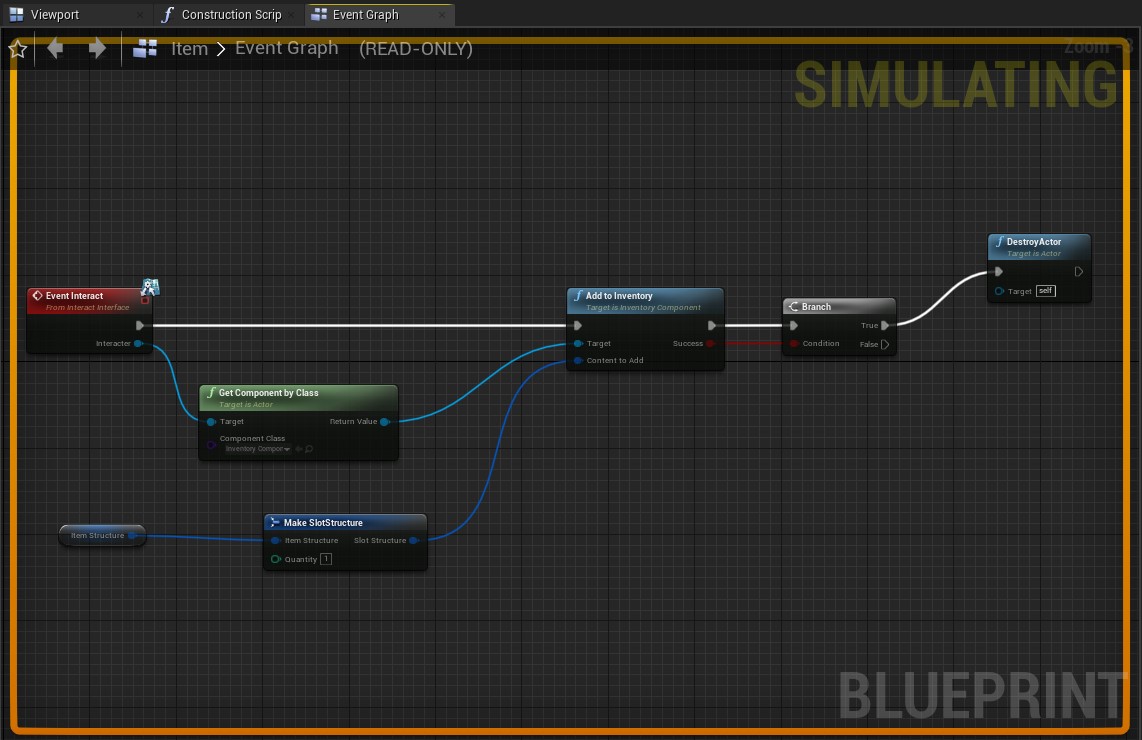 Viewport
Construction Scrip
Event Graph
Item > Event Graph (READ-ONLY)
Zoom -3
SIMULATING
DestroyActor
Target is Actor
Target self
Event Interact
From Interact Interface
Interacter
Add to Inventory
Target is Inventory Component
Target Success
Content to Add
Branch
True
Condition False
Get Component by Class
Target is Actor
Target Return Value
Component Class
Inventory Compor
Item Structure
Make SlotStructure
Item Structure Slot Structure
Quantity 1
BLUEPRINT